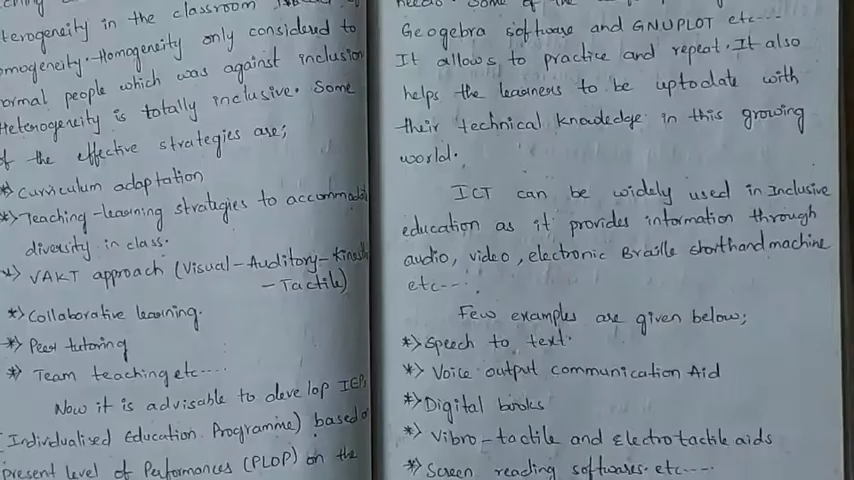 heterogeneity in the classroom
homogeneity. Homogeneity only considered to
normal people which was against inclusion
Heterogeneity is totally inclusive. Some
of the effective strategies are;
*> Curriculum adaptation
*> Teaching-learning strategies to accommodate
diversity in class.
*> VAKT approach (Visual-Auditory-Kinesth
-Tactile)
*> Collaborative learning.
*> Peer tutoring
*> Team teaching etc....
Now it is advisable to develop IEP
(Individualised Education Programme) based
present level of Performances (PLOP) on the
needs. Some of the
Geogebra software and GNUPLOT etc....
It allows to practice and repeat. It also
helps the learners to be uptodate with
their technical knowledge in this growing
world.
ICT can be widely used in Inclusive
education as it provides information through
audio, video, electronic Braille shorthand machine
etc....
Few examples are given below;
*> Speech to text.
*> Voice output communication Aid
*> Digital books
*> Vibro-tactile and Electrotactile aids
*> Screen reading softwares. etc....